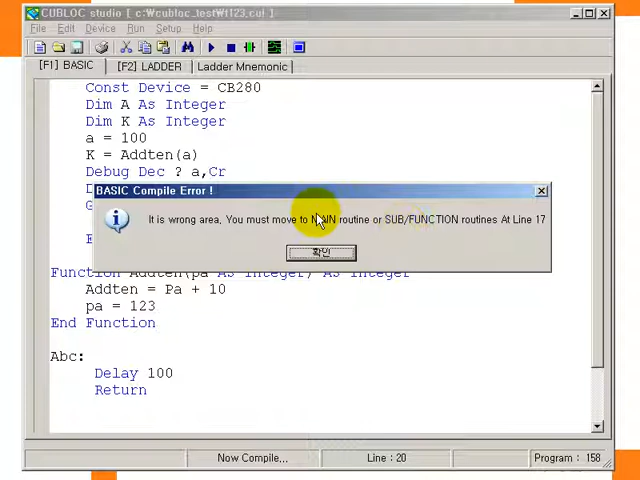 CUBLOC studio [ c:\cubloc_test\t123,cul ]
File Edit Device Run Setup Help
[F1] BASIC [F2] LADDER Ladder Mnemonic
Const Device = CB280
Dim A As Integer
Dim K As Integer
a = 100
K = Addten(a)
Debug Dec ? a,Cr
BASIC Compile Error !
It is wrong area, You must move to MAIN routine or SUB/FUNCTION routines At Line 17
확인
Function Addten(pa As Integer) As Integer
Addten = Pa + 10
pa = 123
End Function
Abc:
Delay 100
Return
Now Compile... Line : 20 Program : 158